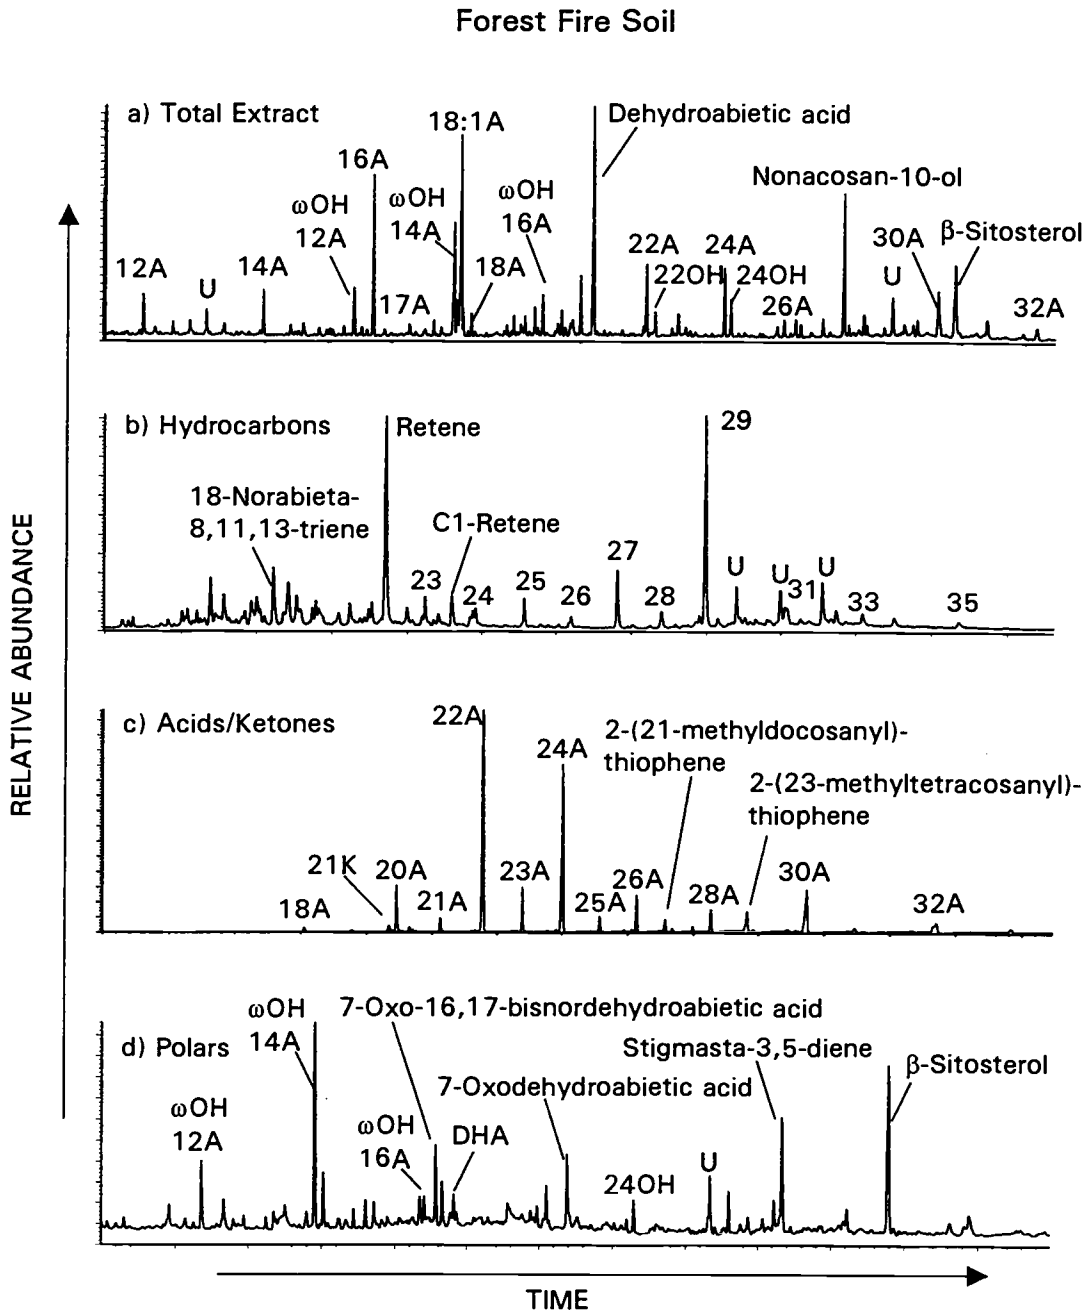 Forest Fire Soil
RELATIVE ABUNDANCE
a) Total Extract
12A
U
14A
ωOH
12A
16A
17A
ωOH
14A
18:1A
18A
ωOH
16A
Dehydroabietic acid
22A
22OH
24A
24OH
26A
Nonacosan-10-ol
U
30A
β-Sitosterol
32A
b) Hydrocarbons
18-Norabieta-
8,11,13-triene
Retene
23
C1-Retene
24
25
26
27
28
29
U
U
31
U
33
35
c) Acids/Ketones
18A
21K
20A
21A
22A
23A
24A
25A
26A
2-(21-methyldocosanyl)-
thiophene
28A
2-(23-methyltetracosanyl)-
thiophene
30A
32A
d) Polars
ωOH
12A
ωOH
14A
7-Oxo-16,17-bisnordehydroabietic acid
ωOH
16A
DHA
7-Oxodehydroabietic acid
24OH
U
Stigmasta-3,5-diene
β-Sitosterol
TIME